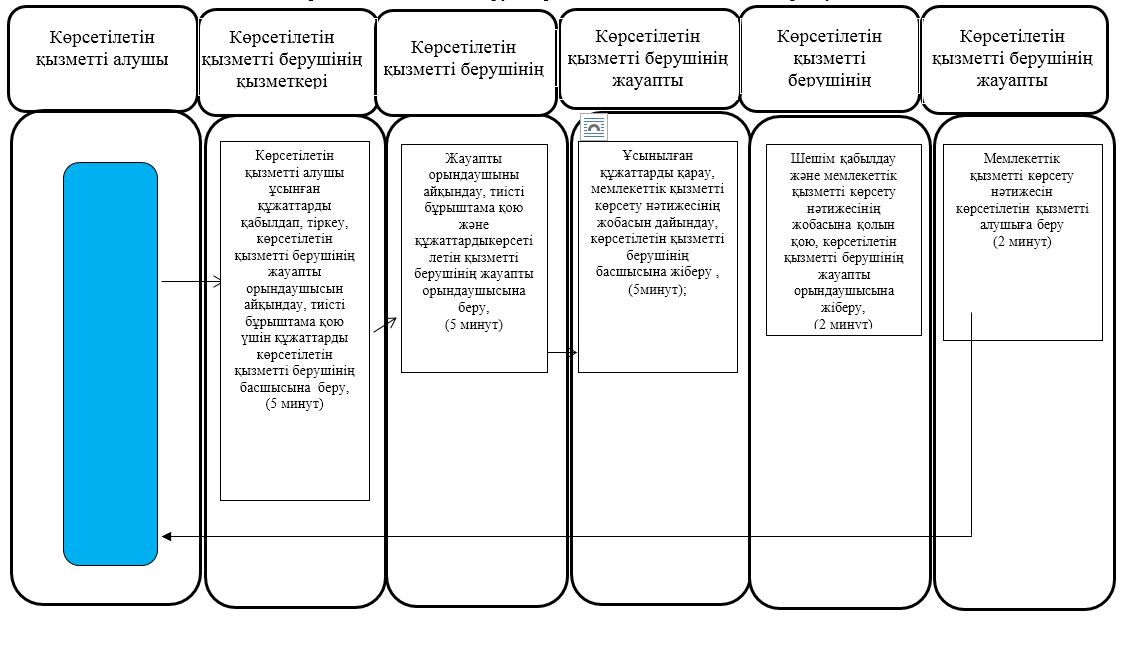 Көрсетілетін
қызметті алушы
Көрсетілетін
қызметті берушінің
қызметкері
Көрсетілетін
қызметті берушінің
Көрсетілетін
қызметті берушінің
жауапты
Көрсетілетін
қызметті
берушінің
Көрсетілетін
қызметті берушінің
жауапты
Көрсетілетін
қызметті алушы
ұсынған
құжаттарды
қабылдап, тіркеу,
көрсетілетін
қызметті берушінің
жауапты
орындаушысын
айқындау, тиісті
бұрыштама қою
үшін құжаттарды
көрсетілетін
қызметті берушінің
басшысына беру,
(5 минут)
Жауапты
орындаушыны
айқындау, тиісті
бұрыштама қою
және
құжаттардыкөрсеті
летін қызметті
берушінің жауапты
орындаушысына
беру,
(5 минут)
Ұсынылған
құжаттарды қарау,
мемлекеттік қызметті
көрсету нәтижесінің
жобасын дайындау,
көрсетілетін қызметті
берушінің
басшысына жіберу ,
(5минут);
Шешім қабылдау
және мемлекеттік
қызметті көрсету
нәтижесінің
жобасына қолын
қою, көрсетілетін
қызметті берушінің
жауапты
орындаушысына
жіберу,
(2 минут)
Мемлекеттік
қызметті көрсету
нәтижесін
көрсетілетін қызметті
алушыға беру
(2 минут)